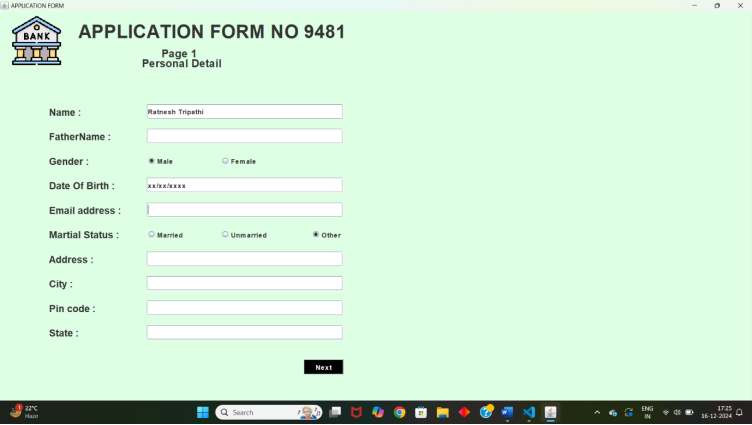 APPLICATION FORM
BANK
APPLICATION FORM NO 9481
Page 1
Personal Detail
Name : Ratnesh Tripathi
FatherName :
Gender : Male Female
Date Of Birth : xx/xx/xxxx
Email address :
Martial Status : Married Unmarried Other
Address :
City :
Pin code :
State :
Next
1 22°C
Haze
Search
ENG
IN
17:25
16-12-2024